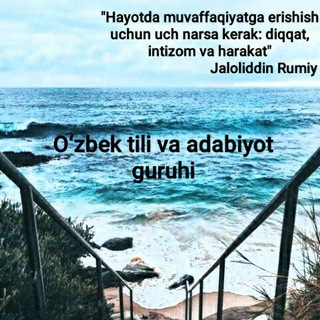 "Hayotda muvaffaqiyatga erishish
uchun uch narsa kerak: diqqat,
intizom va harakat"
Jaloliddin Rumiy
O'zbek tili va adabiyot
guruhi